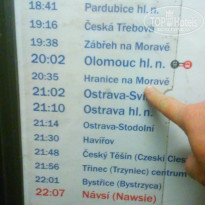 18:41 Pardubice hl. n.
19:16 Česká Třebová
19:38 Zábřeh na Moravě
20:02 Olomouc hl. n.
20:35 Hranice na Moravě
21:02 Ostrava-Svi
21:10 Ostrava hl. n.
21:14 Ostrava-Stodolní
21:30 Havířov
21:48 Český Těšín (Czeski Cies
21:56 Třinec (Trzyniec) centrum
22:01 Bystřice (Bystrzyca)
22:07 Návsí (Nawsie)